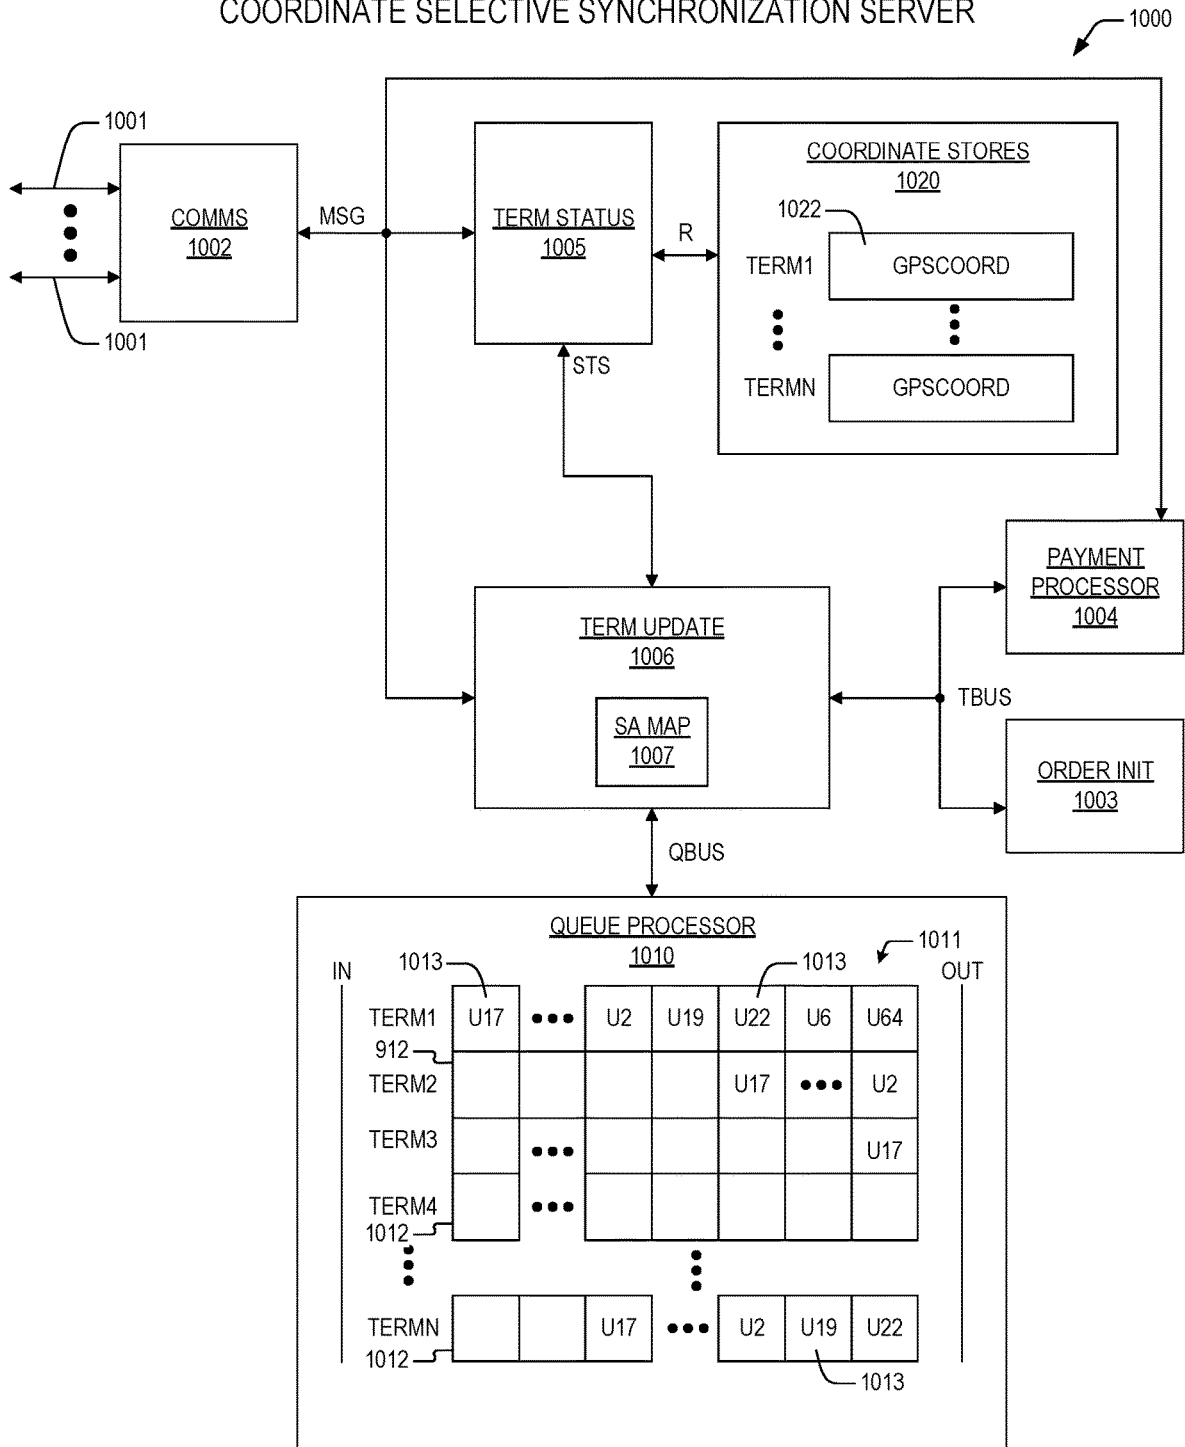 COORDINATE SELECTIVE SYNCHRONIZATION SERVER
1000
1001
COMMS
1002
1001
MSG
TERM STATUS
1005
R
COORDINATE STORES
1020
1022
TERM1
GPSCOORD
TERMN
GPSCOORD
STS
PAYMENT
PROCESSOR
1004
TERM UPDATE
1006
SA MAP
1007
TBUS
ORDER INIT
1003
QBUS
QUEUE PROCESSOR
1010
1011
IN
1013
1013
OUT
TERM1 U17 U2 U19 U22 U6 U64
912
TERM2 U17 U2
TERM3 U17
TERM4
1012
TERMN U17 U2 U19 U22
1012
1013